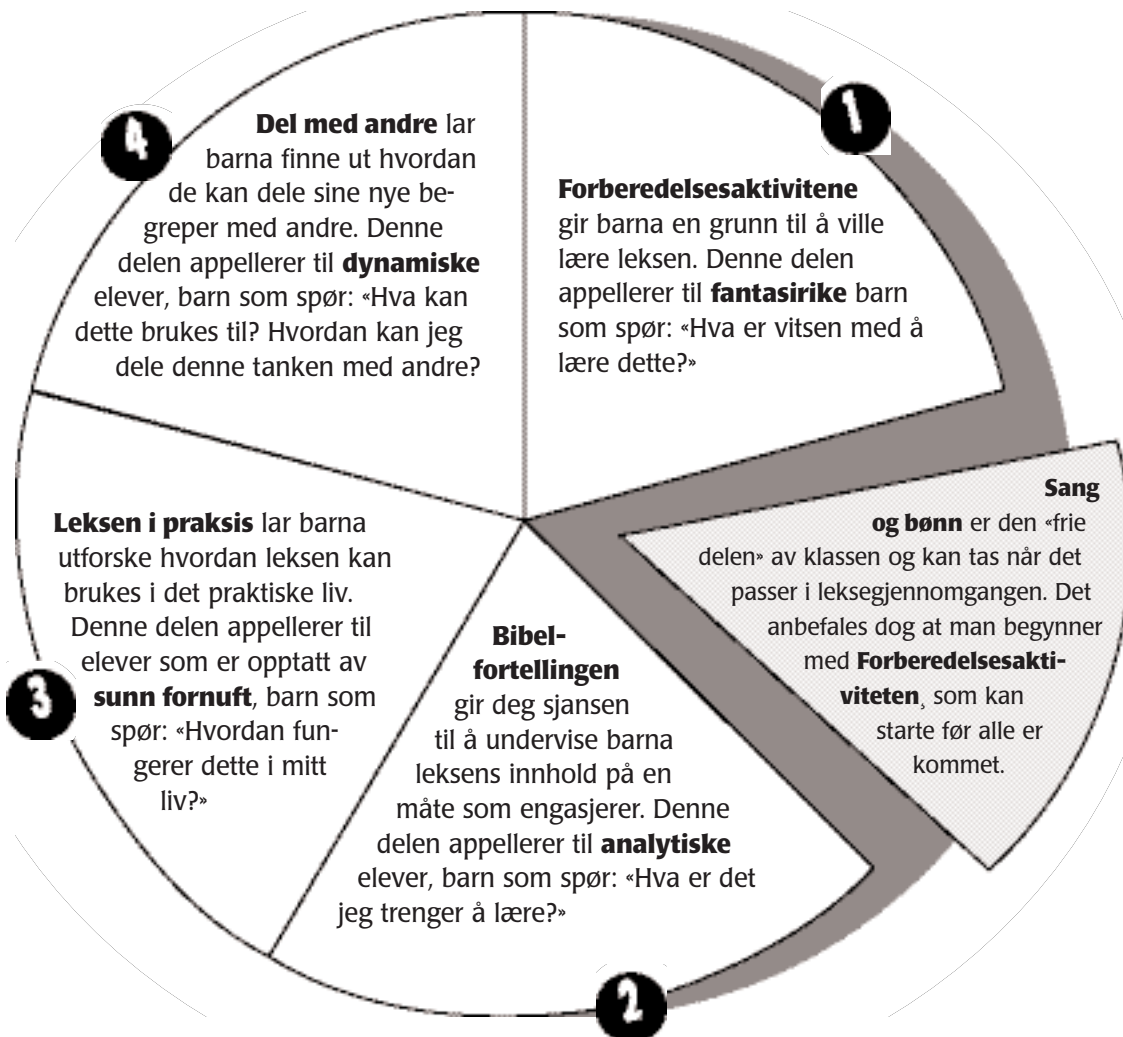 1
Forberedelsesaktivitene
gir barna en grunn til å ville
lære leksen. Denne delen
appellerer til fantasirike barn
som spør: «Hva er vitsen med å
lære dette?»
Sang
og bønn er den «frie
delen» av klassen og kan tas når det
passer i leksegjennomgangen. Det
anbefales dog at man begynner
med Forberedelsesakti-
viteten¸ som kan
starte før alle er
kommet.
2
Bibel-
fortellingen
gir deg sjansen
til å undervise barna
leksens innhold på en
måte som engasjerer. Denne
delen appellerer til analytiske
elever, barn som spør: «Hva er det
jeg trenger å lære?»
3
Leksen i praksis lar barna
utforske hvordan leksen kan
brukes i det praktiske liv.
Denne delen appellerer til
elever som er opptatt av
sunn fornuft, barn som
spør: «Hvordan fun-
gerer dette i mitt
liv?»
4
Del med andre lar
barna finne ut hvordan
de kan dele sine nye be-
greper med andre. Denne
delen appellerer til dynamiske
elever, barn som spør: «Hva kan
dette brukes til? Hvordan kan jeg
dele denne tanken med andre?